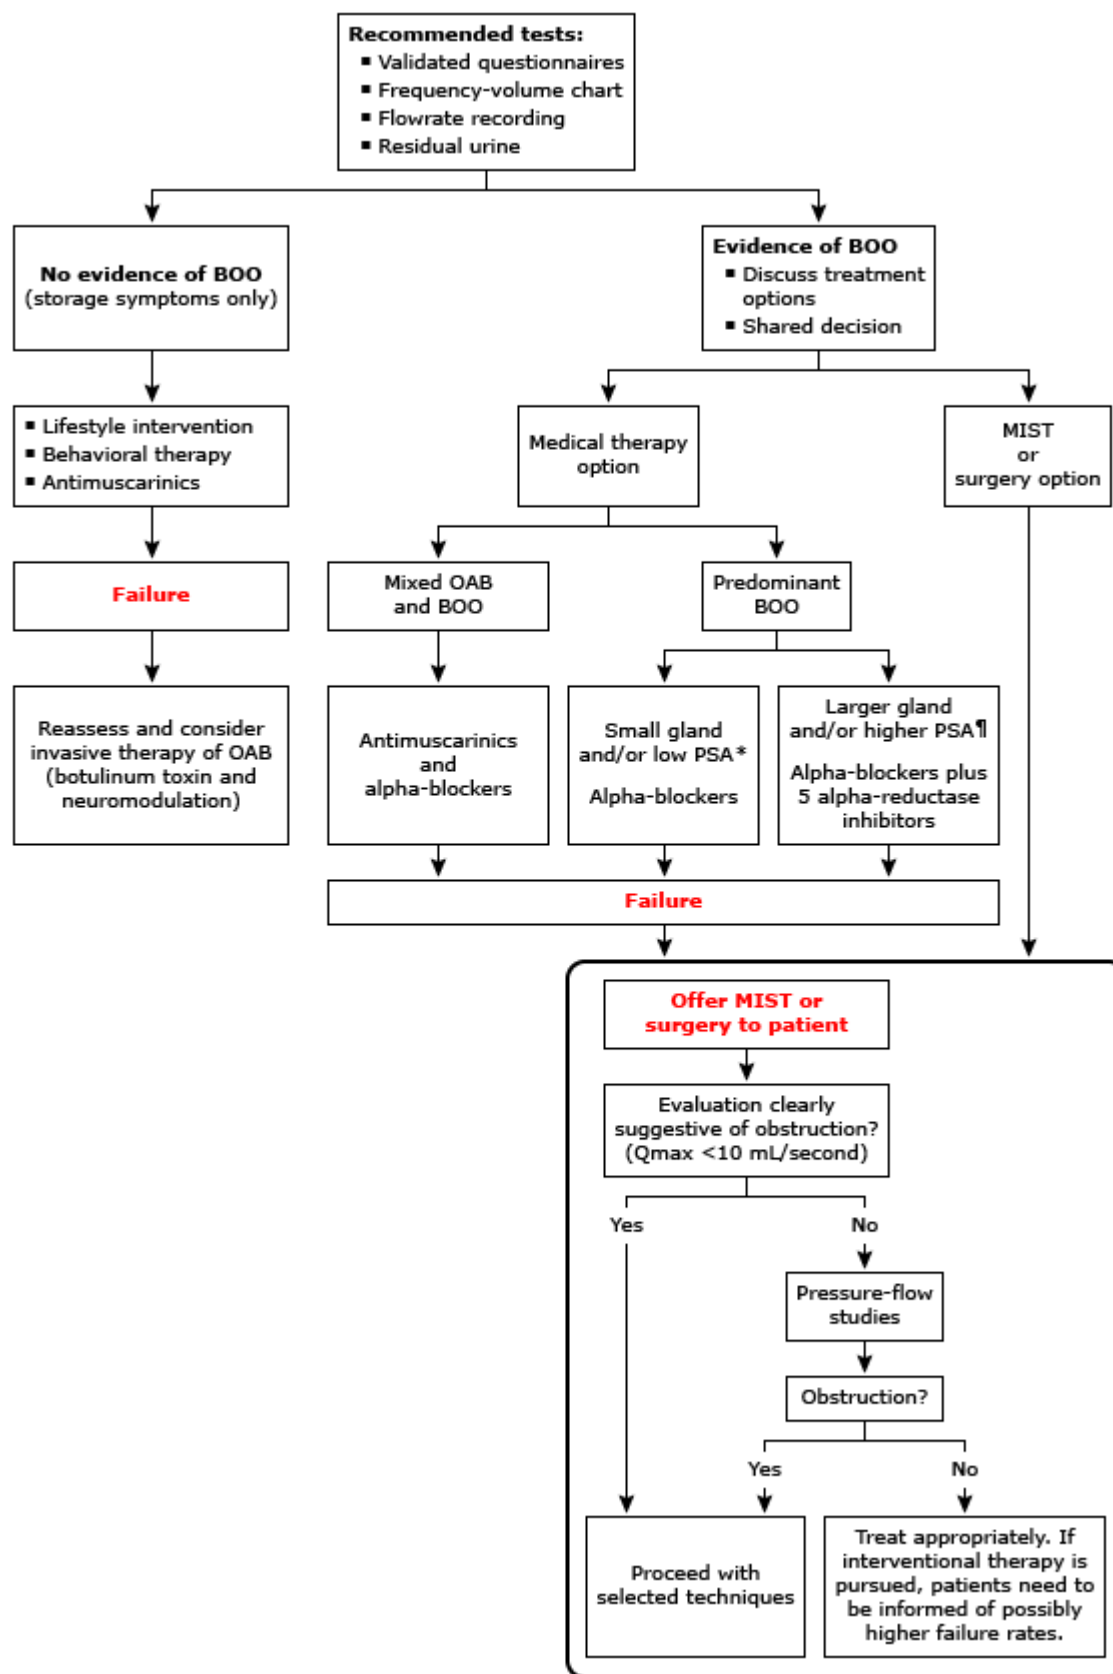 Recommended tests:
▪ Validated questionnaires
▪ Frequency-volume chart
▪ Flowrate recording
▪ Residual urine
No evidence of BOO
(storage symptoms only)
Evidence of BOO
▪ Discuss treatment
options
▪ Shared decision
▪ Lifestyle intervention
▪ Behavioral therapy
▪ Antimuscarinics
Medical therapy
option
MIST
or
surgery option
Failure
Mixed OAB
and BOO
Predominant
BOO
Reassess and consider
invasive therapy of OAB
(botulinum toxin and
neuromodulation)
Antimuscarinics
and
alpha-blockers
Small gland
and/or low PSA*
Alpha-blockers
Larger gland
and/or higher PSA¶
Alpha-blockers plus
5 alpha-reductase
inhibitors
Failure
Offer MIST or
surgery to patient
Evaluation clearly
suggestive of obstruction?
(Qmax <10 mL/second)
Yes
No
Pressure-flow
studies
Obstruction?
Yes
No
Proceed with
selected techniques
Treat appropriately. If
interventional therapy is
pursued, patients need to
be informed of possibly
higher failure rates.